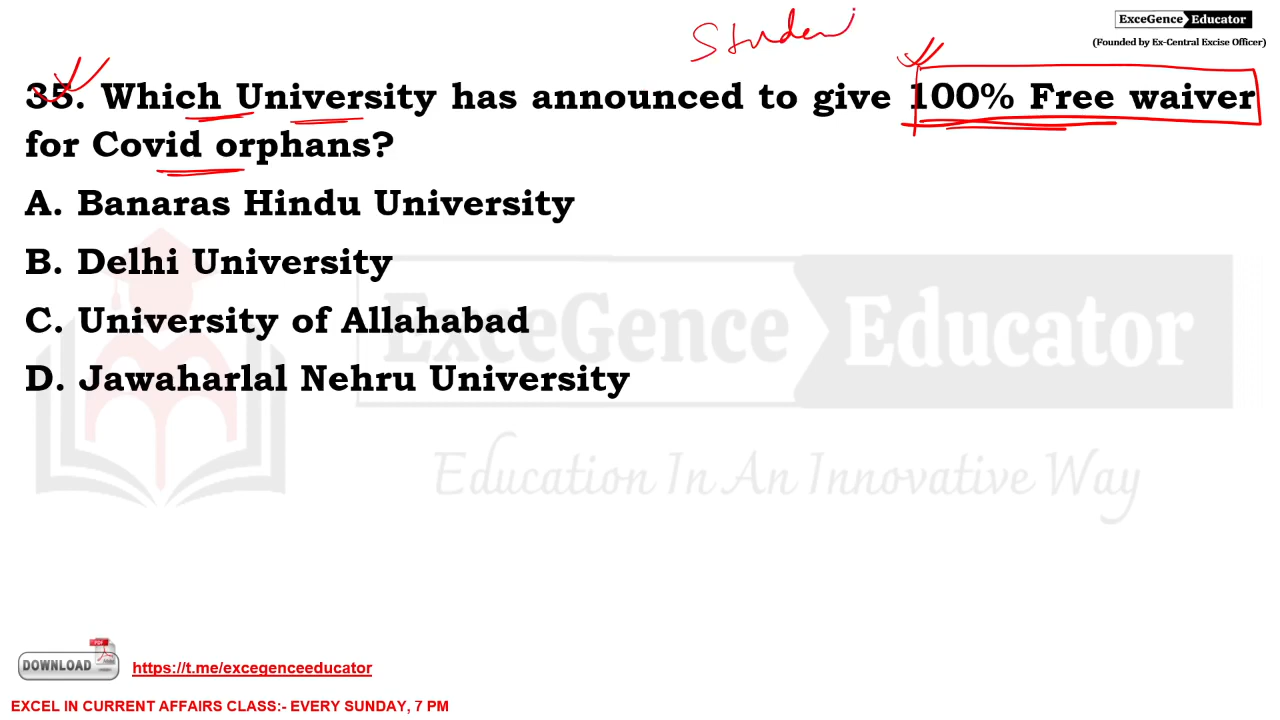 ExceGence Educator
(Founded by Ex-Central Excise Officer)
Studen
35. Which University has announced to give 100% Free waiver
for Covid orphans?
A. Banaras Hindu University
B. Delhi University
C. University of Allahabad
D. Jawaharlal Nehru University
ExceGence Educator
Education In An Innovative Way
PDF
DOWNLOAD
https://t.me/excegenceeducator
EXCEL IN CURRENT AFFAIRS CLASS:- EVERY SUNDAY, 7 PM